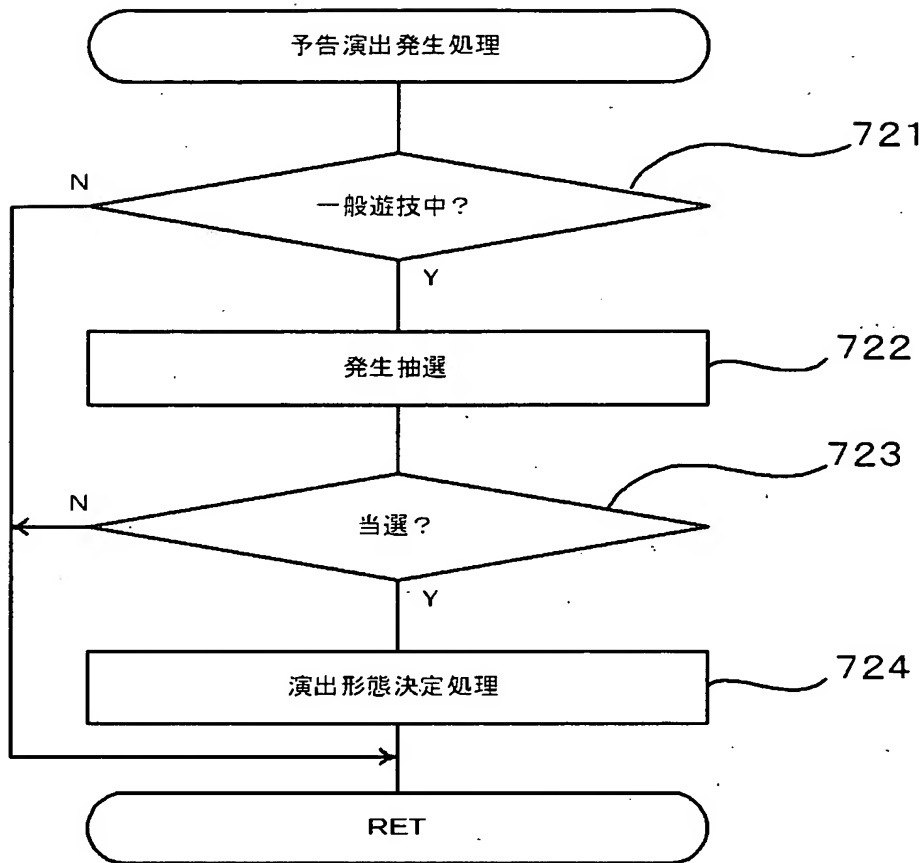 予告演出発生処理
721
N
一般遊技中？
Y
722
発生抽選
723
N
当選？
Y
724
演出形態決定処理
RET